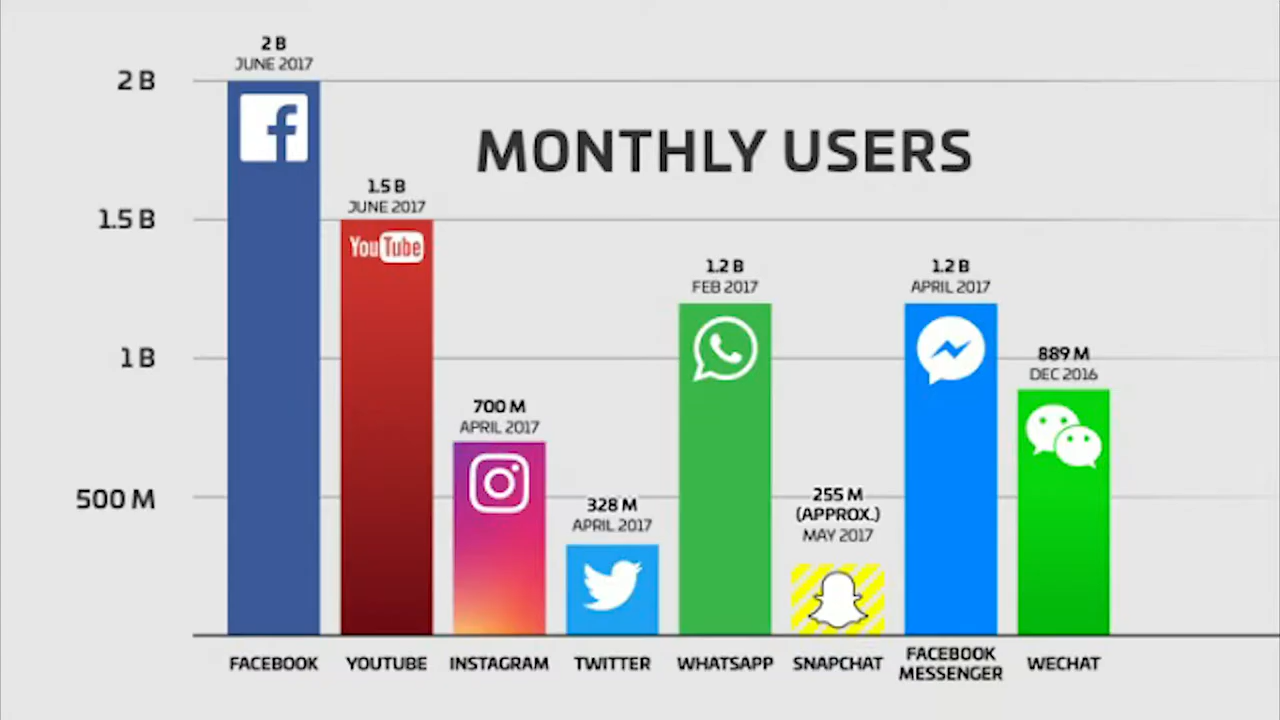 MONTHLY USERS
2 B
1.5 B
1 B
500 M
2 B
JUNE 2017
1.5 B
JUNE 2017
YouTube
700 M
APRIL 2017
328 M
APRIL 2017
1.2 B
FEB 2017
255 M
(APPROX.)
MAY 2017
1.2 B
APRIL 2017
889 M
DEC 2016
FACEBOOK
YOUTUBE
INSTAGRAM
TWITTER
WHATSAPP
SNAPCHAT
FACEBOOK
MESSENGER
WECHAT